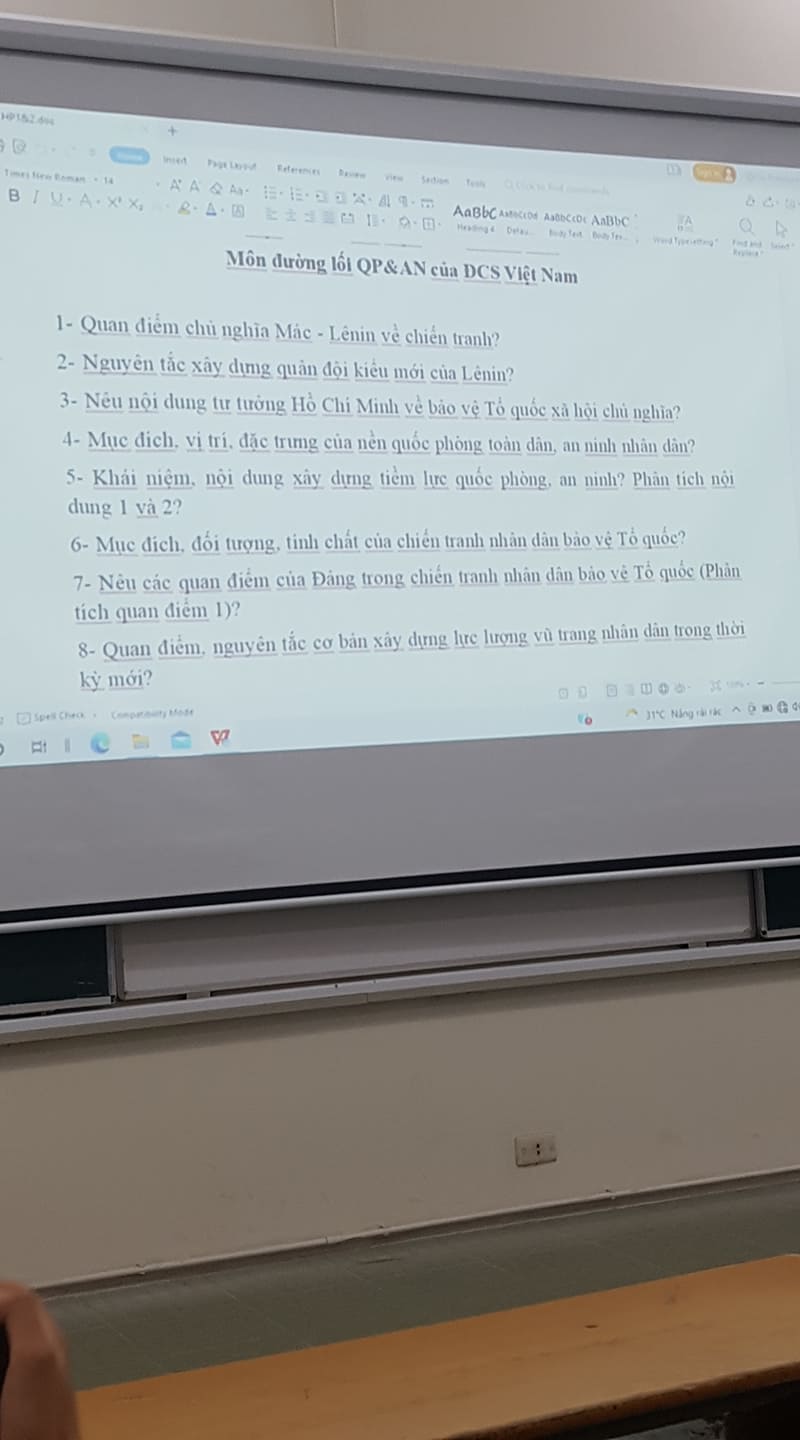 HP1&2.doc
+
Insert Page Layout References Review View Section Tools
Times New Roman 14
AaBbC AaBbCcDd AaBbCcDc AaBbC
Heading 4 Defau... Body Text Body Tex... Word Typesetting Find and Replace Select
Môn đường lối QP&AN của ĐCS Việt Nam
1- Quan điểm chủ nghĩa Mác - Lênin về chiến tranh?
2- Nguyên tắc xây dựng quân đội kiểu mới của Lênin?
3- Nêu nội dung tư tưởng Hồ Chí Minh về bảo vệ Tổ quốc xã hội chủ nghĩa?
4- Mục đích, vị trí, đặc trưng của nền quốc phòng toàn dân, an ninh nhân dân?
5- Khái niệm, nội dung xây dựng tiềm lực quốc phòng, an ninh? Phân tích nội
dung 1 và 2?
6- Mục đích, đối tượng, tính chất của chiến tranh nhân dân bảo vệ Tổ quốc?
7- Nêu các quan điểm của Đảng trong chiến tranh nhân dân bảo vệ Tổ quốc (Phân
tích quan điểm 1)?
8- Quan điểm, nguyên tắc cơ bản xây dựng lực lượng vũ trang nhân dân trong thời
kỳ mới?
Spell Check Compatibility Mode
31°C Nắng rải rác